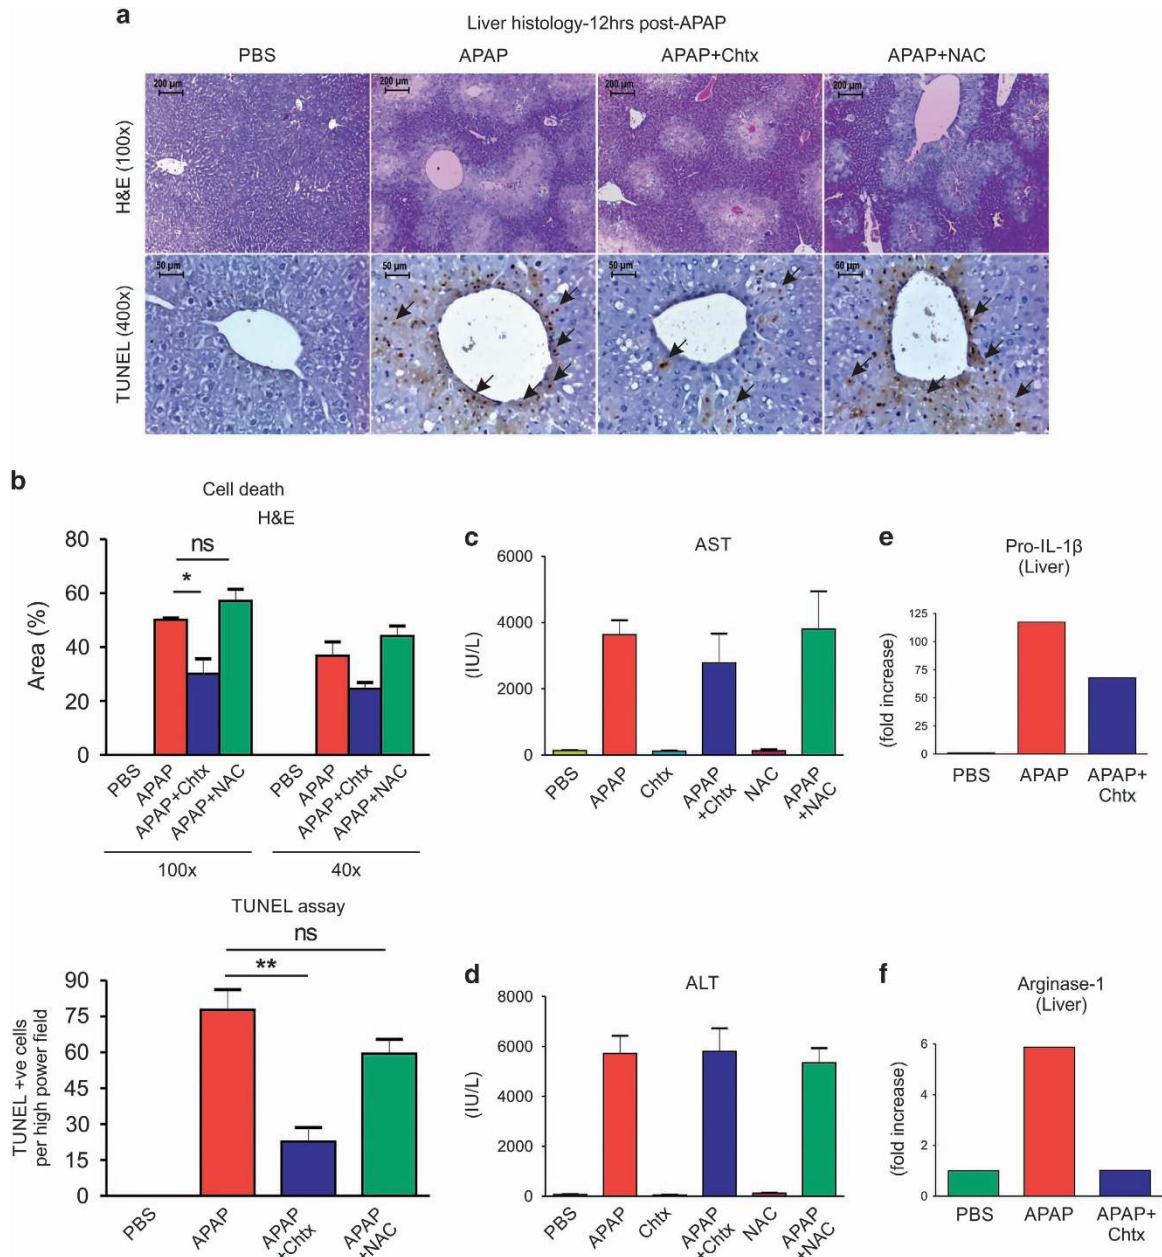 a
Liver histology-12hrs post-APAP
PBS APAP APAP+Chtx APAP+NAC
H&E (100x)
200 µm 200 µm 200 µm 200 µm
TUNEL (400x)
50 µm 50 µm 50 µm 50 µm
b
Cell death
H&E
ns
*
Area (%)
80
60
40
20
0
PBS APAP APAP+Chtx APAP+NAC PBS APAP APAP+Chtx APAP+NAC
100x 40x
TUNEL assay
ns
**
TUNEL +ve cells
per high power field
90
75
60
45
30
15
0
PBS APAP APAP
+Chtx APAP
+NAC
c
AST
(IU/L)
6000
4000
2000
0
PBS APAP Chtx APAP
+Chtx NAC APAP
+NAC
d
ALT
(IU/L)
8000
6000
4000
2000
0
PBS APAP Chtx APAP
+Chtx NAC APAP
+NAC
e
Pro-IL-1β
(Liver)
(fold increase)
125
100
75
50
25
0
PBS APAP APAP+
Chtx
f
Arginase-1
(Liver)
(fold increase)
6
4
2
0
PBS APAP APAP+
Chtx